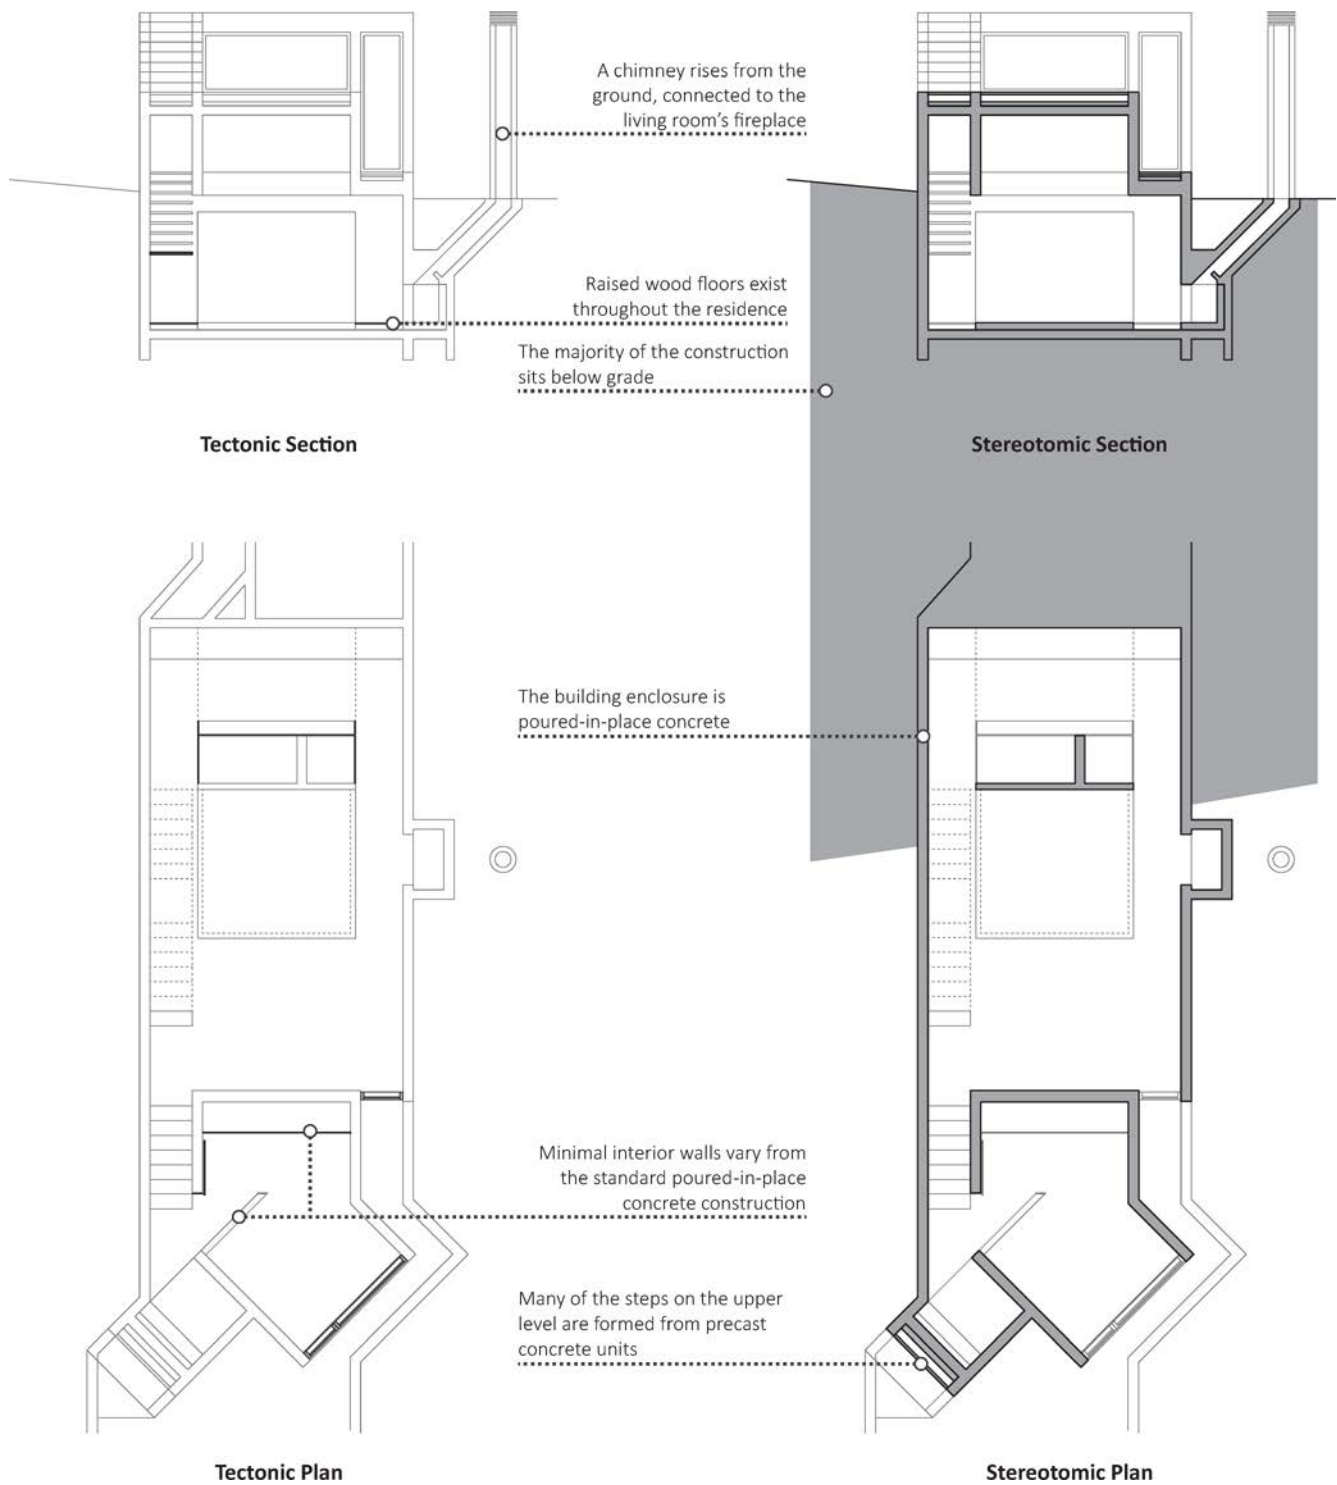 A chimney rises from the
ground, connected to the
living room's fireplace
Raised wood floors exist
throughout the residence
The majority of the construction
sits below grade
Tectonic Section
Stereotomic Section
The building enclosure is
poured-in-place concrete
Minimal interior walls vary from
the standard poured-in-place
concrete construction
Many of the steps on the upper
level are formed from precast
concrete units
Tectonic Plan
Stereotomic Plan